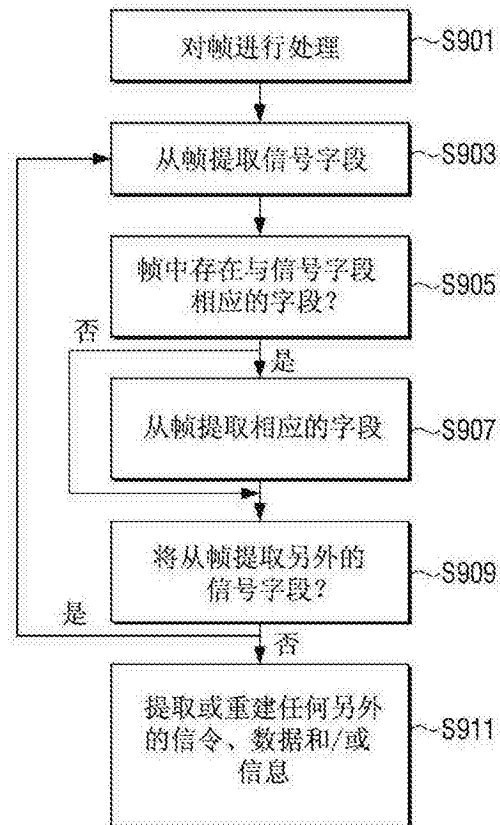 对帧进行处理
S901
从帧提取信号字段
S903
帧中存在与信号字段
相应的字段?
S905
否
是
从帧提取相应的字段
S907
将从帧提取另外的
信号字段?
S909
是
否
提取或重建任何另外
的信令、数据和/或
信息
S911